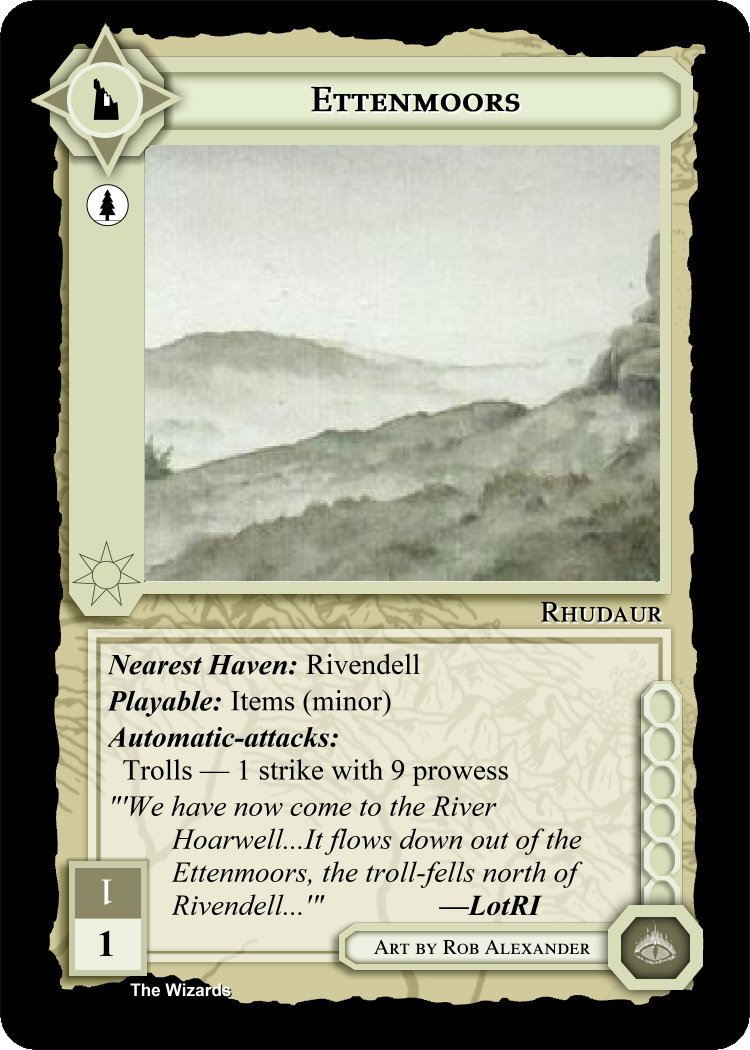 Ettenmoors
Rhudaur
Nearest Haven: Rivendell
Playable: Items (minor)
Automatic-attacks:
Trolls — 1 strike with 9 prowess
"'We have now come to the River
Hoarwell...It flows down out of the
Ettenmoors, the troll-fells north of
Rivendell...'" —LotRI
1
1
Art by Rob Alexander
The Wizards